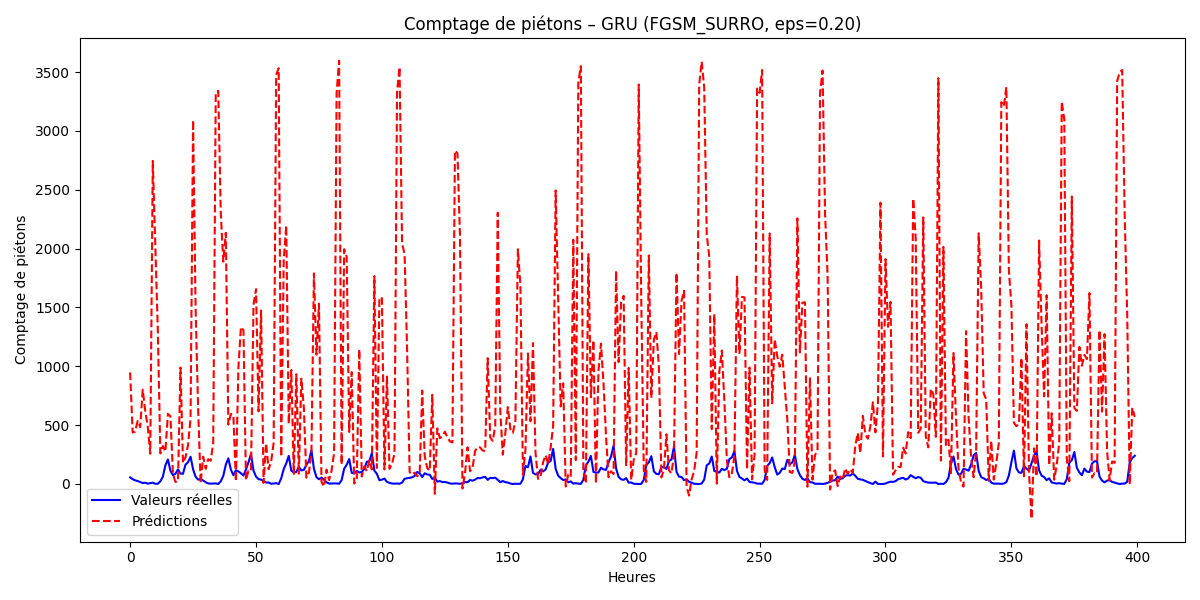 Comptage de piétons – GRU (FGSM_SURRO, eps=0.20)
Comptage de piétons
3500
3000
2500
2000
1500
1000
500
0
Valeurs réelles
Prédictions
0 50 100 150 200 250 300 350 400
Heures